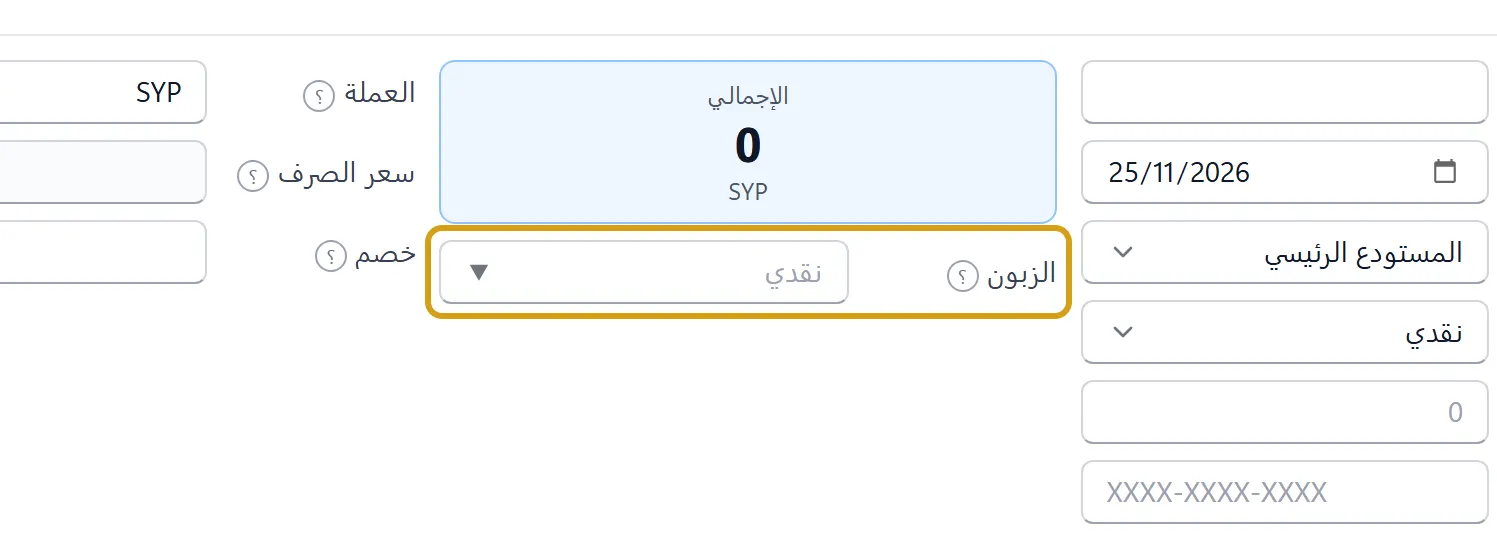 25/11/2026
المستودع الرئيسي
نقدي
0
XXXX-XXXX-XXXX
الإجمالي
0
SYP
الزبون ؟
نقدي
العملة ؟
SYP
سعر الصرف ؟
خصم ؟